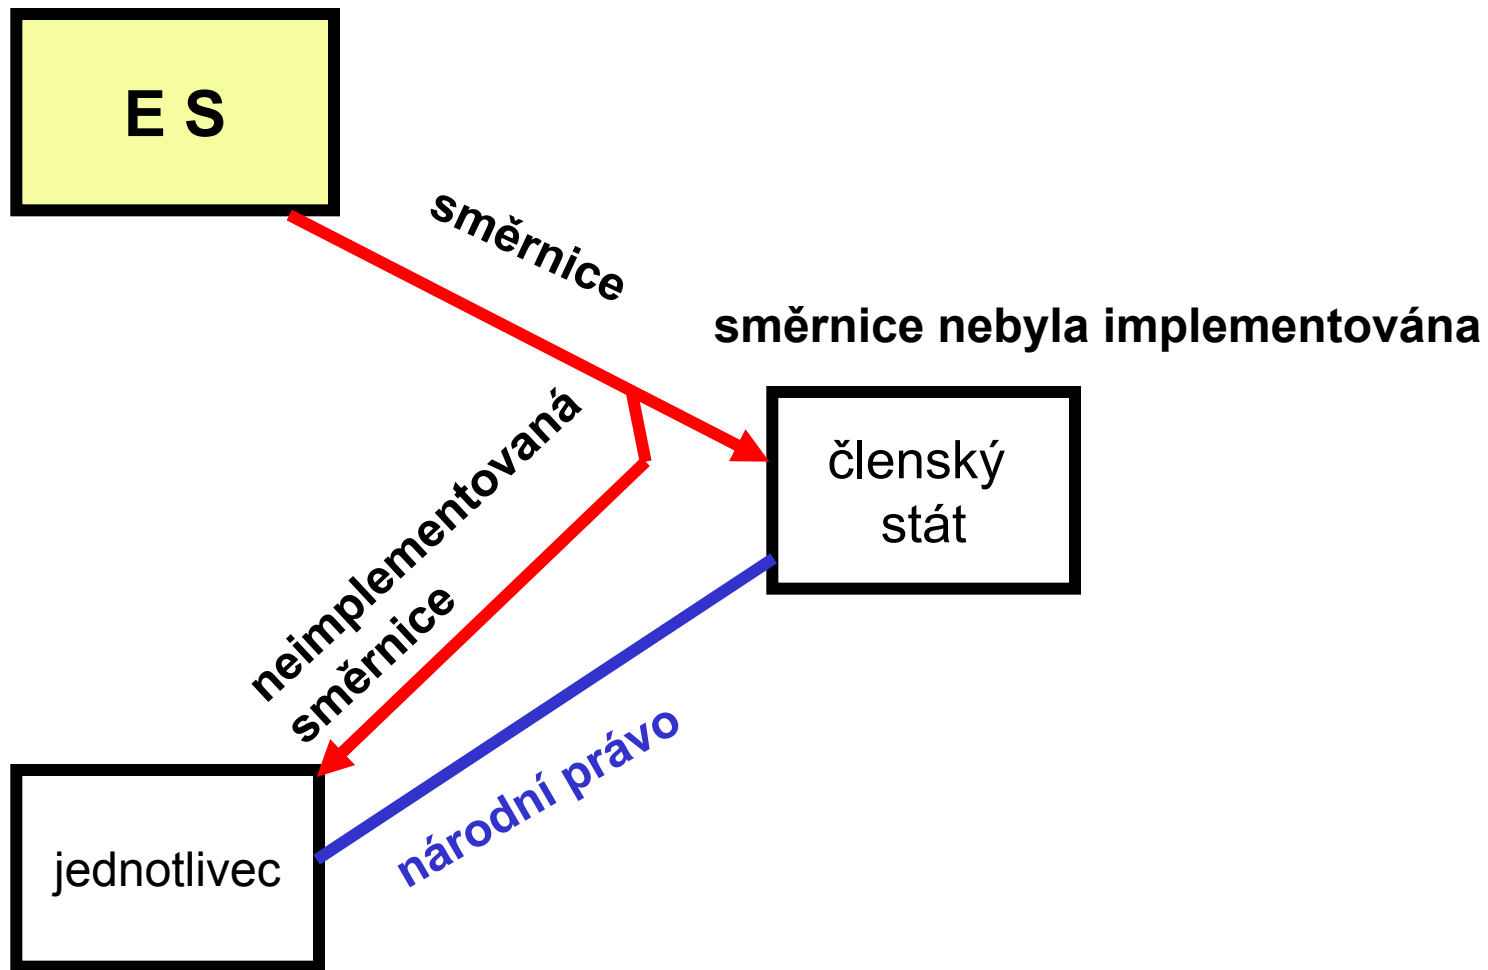 E S
směrnice
směrnice nebyla implementována
členský
stát
neimplementovaná
směrnice
národní právo
jednotlivec